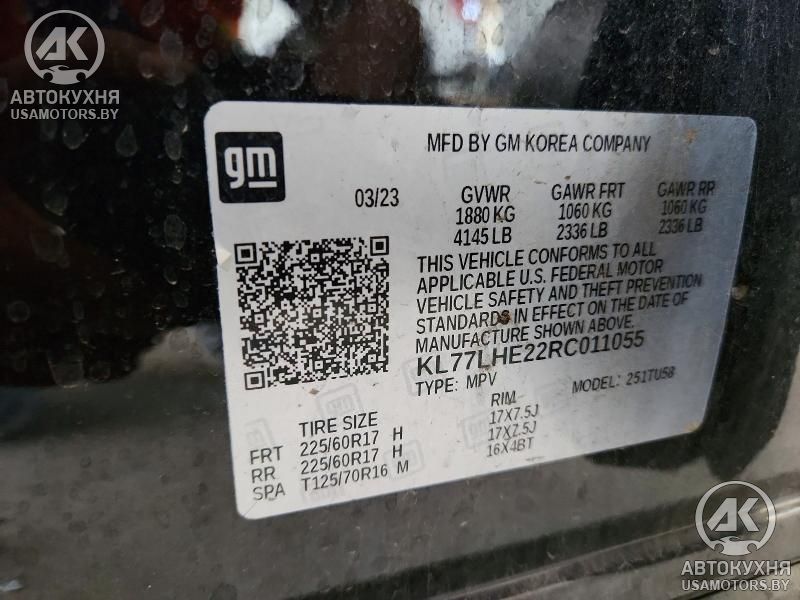 AK
АВТОКУХНЯ
USAMOTORS.BY
gm
MFD BY GM KOREA COMPANY
03/23
GVWR GAWR FRT GAWR RR
1880 KG 1060 KG 1060 KG
4145 LB 2336 LB 2336 LB
THIS VEHICLE CONFORMS TO ALL
APPLICABLE U.S. FEDERAL MOTOR
VEHICLE SAFETY AND THEFT PREVENTION
STANDARDS IN EFFECT ON THE DATE OF
MANUFACTURE SHOWN ABOVE.
KL77LHE22RC011055
TYPE: MPV MODEL: 251TU58
TIRE SIZE RIM
FRT 225/60R17 H 17X7.5J
RR 225/60R17 H 17X7.5J
SPA T125/70R16 M 16X4BT
AK
АВТОКУХНЯ
USAMOTORS.BY